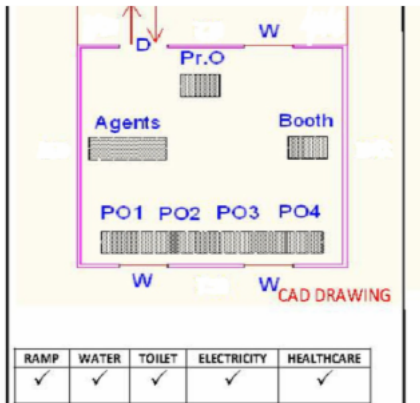 D
W
Pr.O
Agents
Booth
PO1 PO2 PO3 PO4
W
W
CAD DRAWING
RAMP WATER TOILET ELECTRICITY HEALTHCARE
✓ ✓ ✓ ✓ ✓